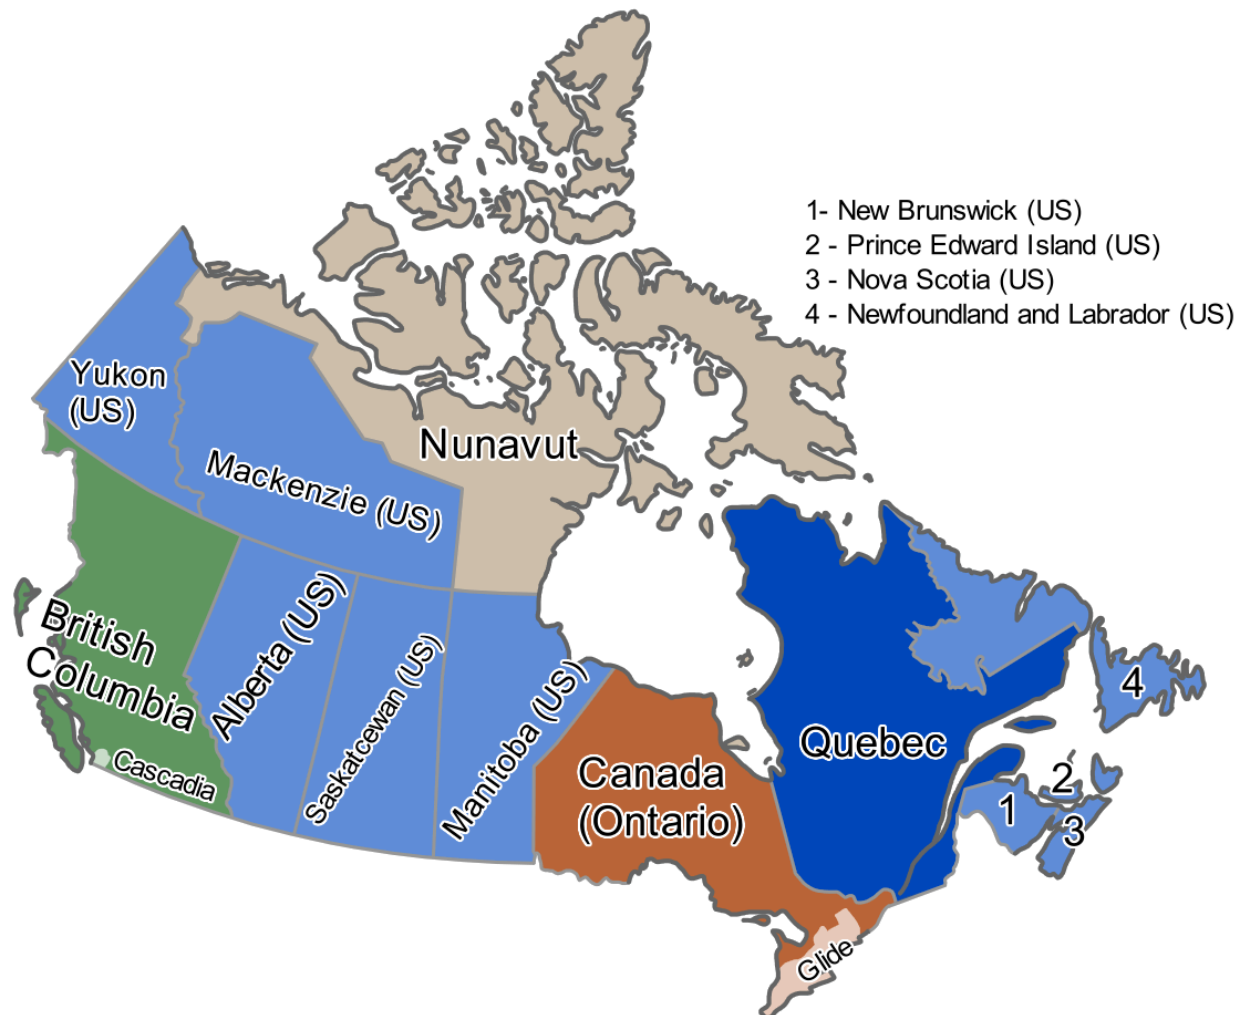 1- New Brunswick (US)
2 - Prince Edward Island (US)
3 - Nova Scotia (US)
4 - Newfoundland and Labrador (US)
Yukon
(US)
Mackenzie (US)
Nunavut
British
Columbia
Cascadia
Alberta (US)
Saskatcewan (US)
Manitoba (US)
Canada
(Ontario)
Glide
Quebec
4
1
2
3